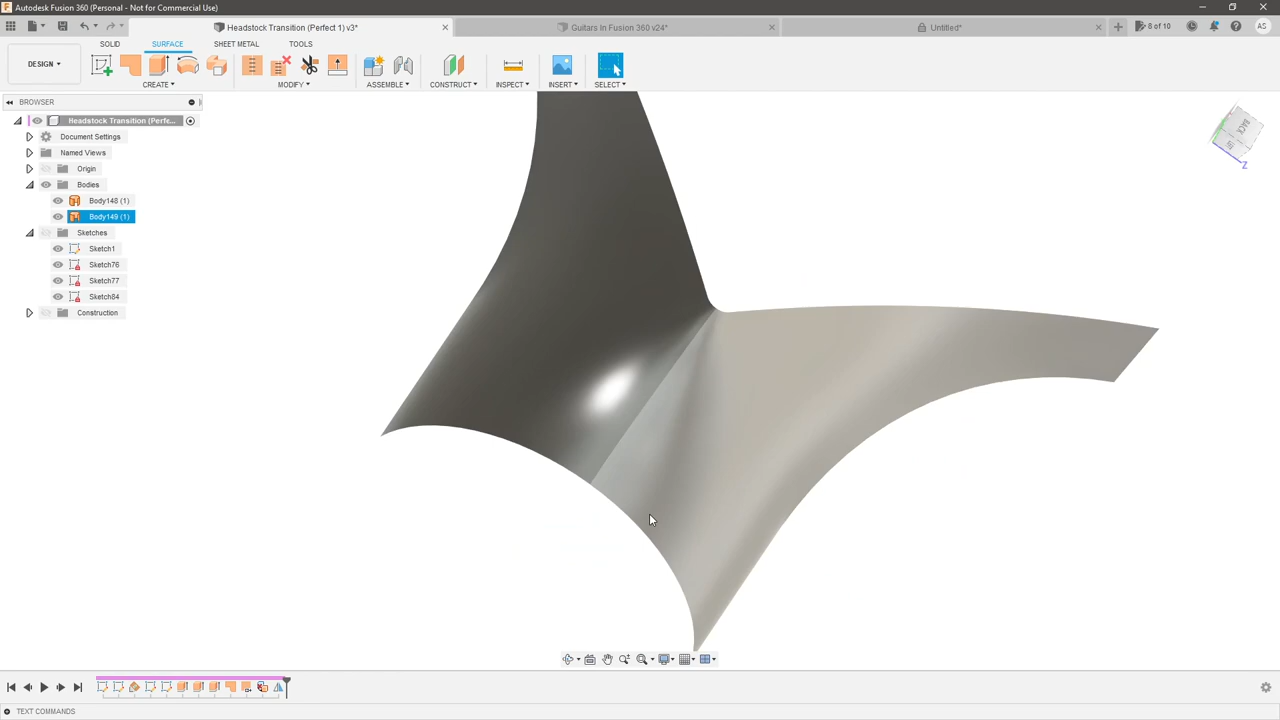 Autodesk Fusion 360 (Personal - Not for Commercial Use)
Headstock Transition (Perfect 1) v3*
Guitars In Fusion 360 v24*
Untitled*
8 of 10
AS
SOLID
SURFACE
SHEET METAL
TOOLS
DESIGN
CREATE
MODIFY
ASSEMBLE
CONSTRUCT
INSPECT
INSERT
SELECT
BROWSER
Headstock Transition (Perfe...
Document Settings
Named Views
Origin
Bodies
Body148 (1)
Body149 (1)
Sketches
Sketch1
Sketch76
Sketch77
Sketch84
Construction
BACK
Z
TEXT COMMANDS